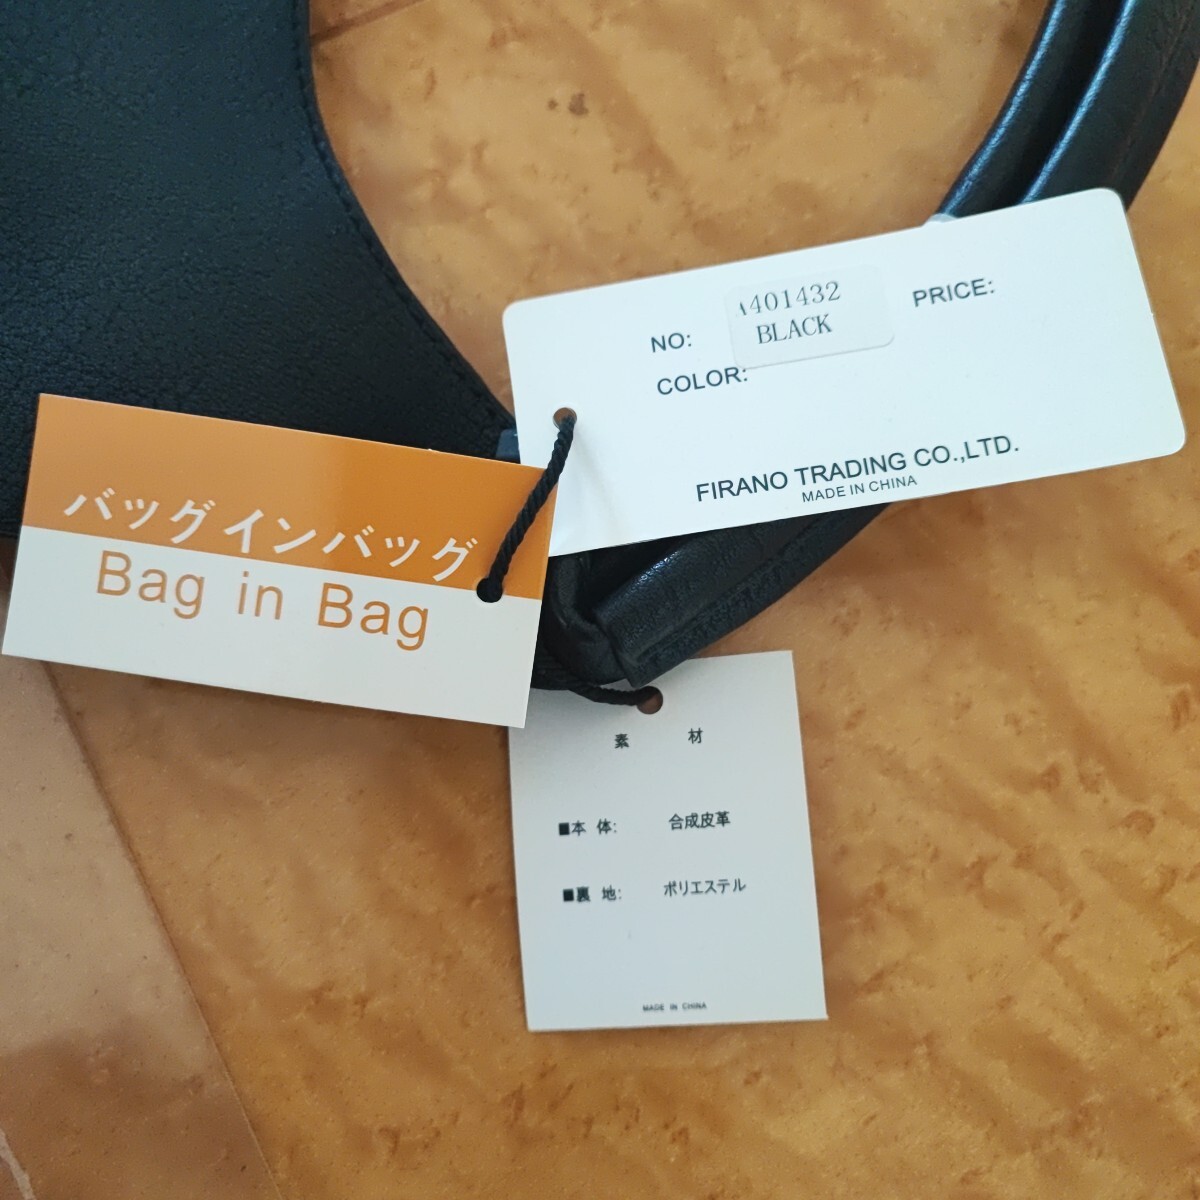 NO:
401432
BLACK
PRICE:
COLOR:
FIRANO TRADING CO.,LTD.
MADE IN CHINA
バッグインバッグ
Bag in Bag
素 材
■本 体: 合成皮革
■裏 地: ポリエステル
MADE IN CHINA